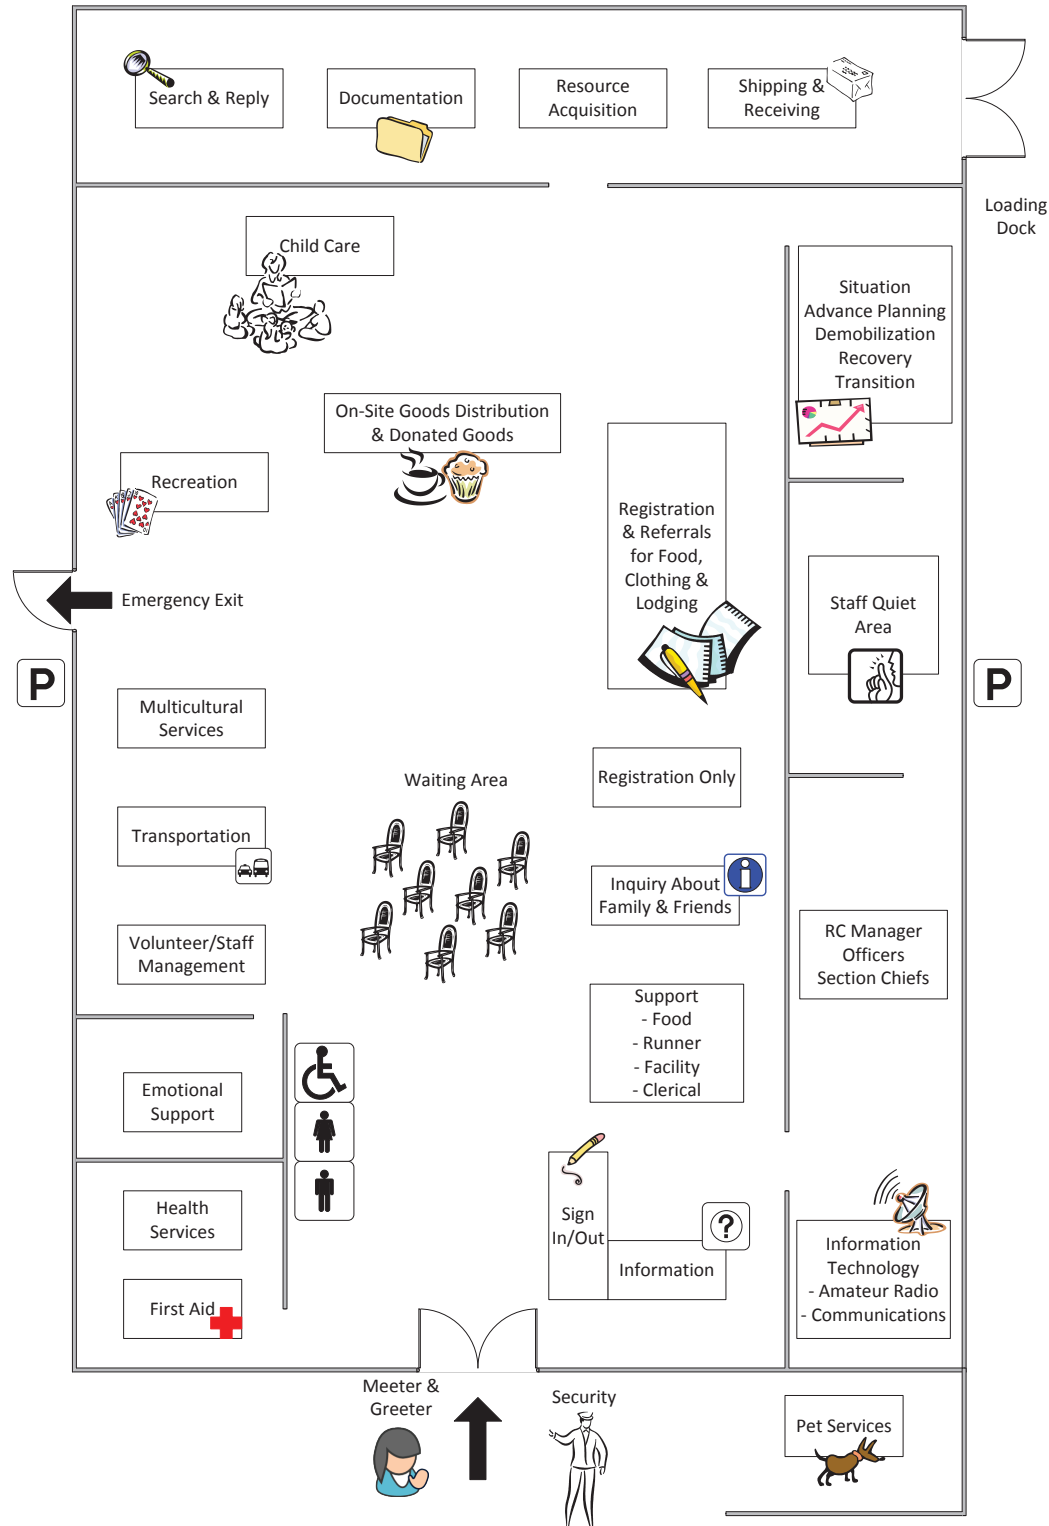 Search & Reply
Documentation
Resource
Acquisition
Shipping &
Receiving
Loading
Dock
Child Care
Situation
Advance Planning
Demobilization
Recovery
Transition
On-Site Goods Distribution
& Donated Goods
Recreation
Registration
& Referrals
for Food,
Clothing &
Lodging
Emergency Exit
Staff Quiet
Area
P
P
Multicultural
Services
Waiting Area
Registration Only
Transportation
Inquiry About
Family & Friends
Volunteer/Staff
Management
RC Manager
Officers
Section Chiefs
Support
- Food
- Runner
- Facility
- Clerical
Emotional
Support
Health
Services
Sign
In/Out
?
Information
Information
Technology
- Amateur Radio
- Communications
First Aid
Meeter &
Greeter
Security
Pet Services